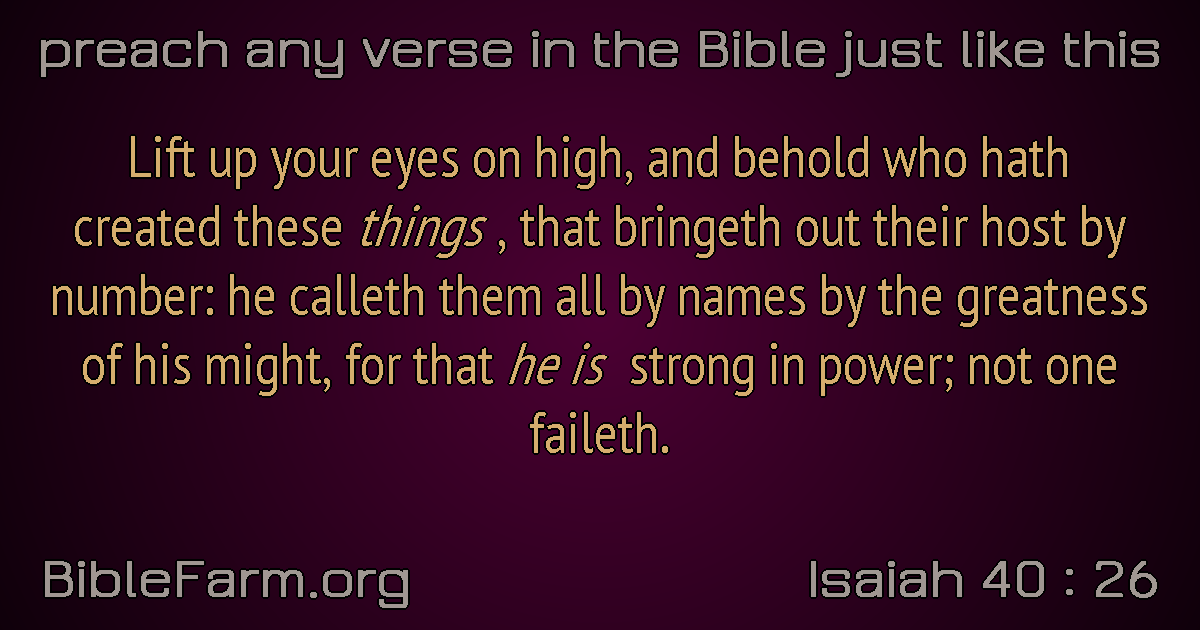 preach any verse in the Bible just like this
Lift up your eyes on high, and behold who hath
created these things , that bringeth out their host by
number: he calleth them all by names by the greatness
of his might, for that he is strong in power; not one
faileth.
BibleFarm.org
Isaiah 40 : 26